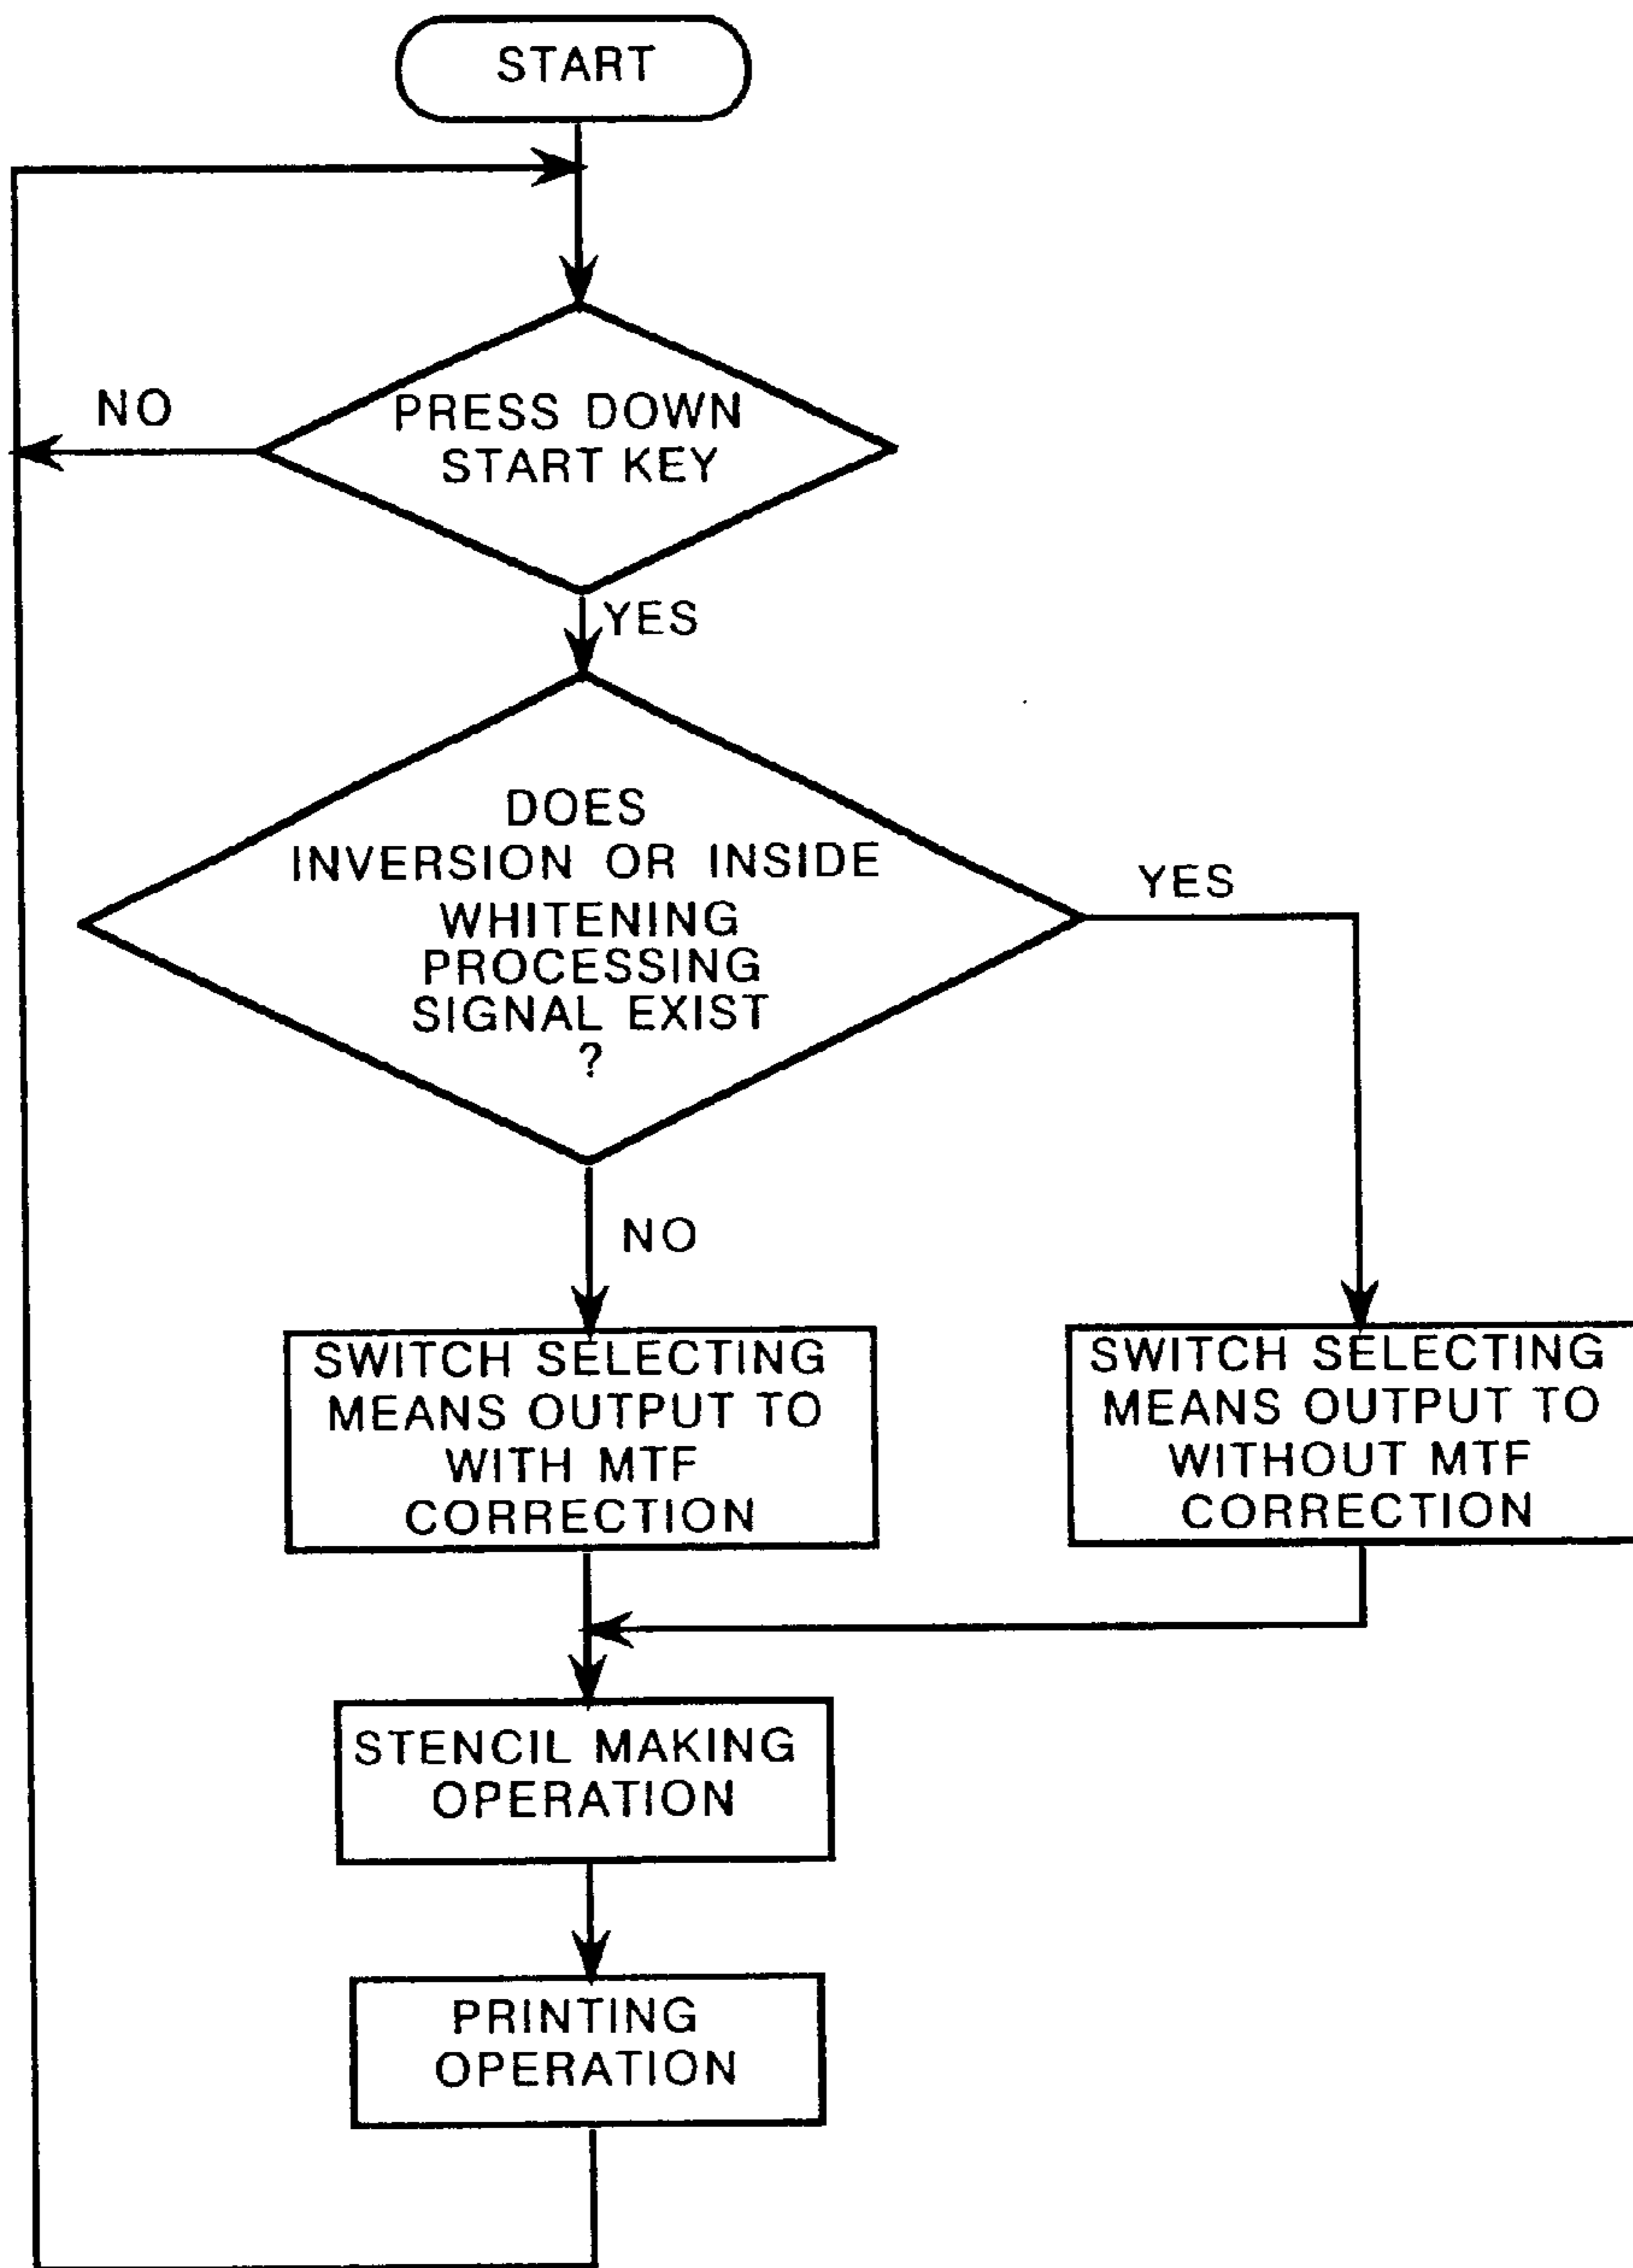 START
NO
PRESS DOWN
START KEY
YES
DOES
INVERSION OR INSIDE
WHITENING
PROCESSING
SIGNAL EXIST
?
YES
NO
SWITCH SELECTING
MEANS OUTPUT TO
WITH MTF
CORRECTION
SWITCH SELECTING
MEANS OUTPUT TO
WITHOUT MTF
CORRECTION
STENCIL MAKING
OPERATION
PRINTING
OPERATION